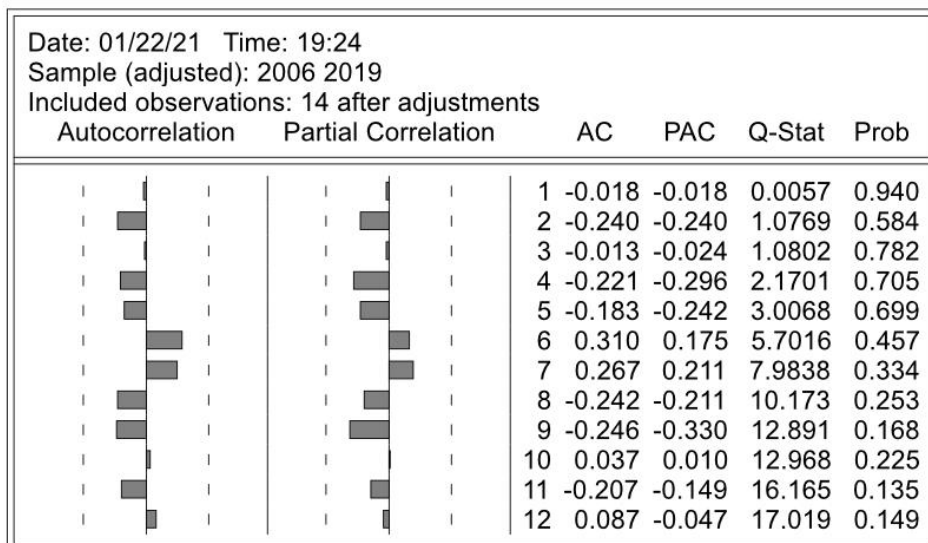 Date: 01/22/21 Time: 19:24
Sample (adjusted): 2006 2019
Included observations: 14 after adjustments
Autocorrelation Partial Correlation AC PAC Q-Stat Prob
1 -0.018 -0.018 0.0057 0.940
2 -0.240 -0.240 1.0769 0.584
3 -0.013 -0.024 1.0802 0.782
4 -0.221 -0.296 2.1701 0.705
5 -0.183 -0.242 3.0068 0.699
6 0.310 0.175 5.7016 0.457
7 0.267 0.211 7.9838 0.334
8 -0.242 -0.211 10.173 0.253
9 -0.246 -0.330 12.891 0.168
10 0.037 0.010 12.968 0.225
11 -0.207 -0.149 16.165 0.135
12 0.087 -0.047 17.019 0.149